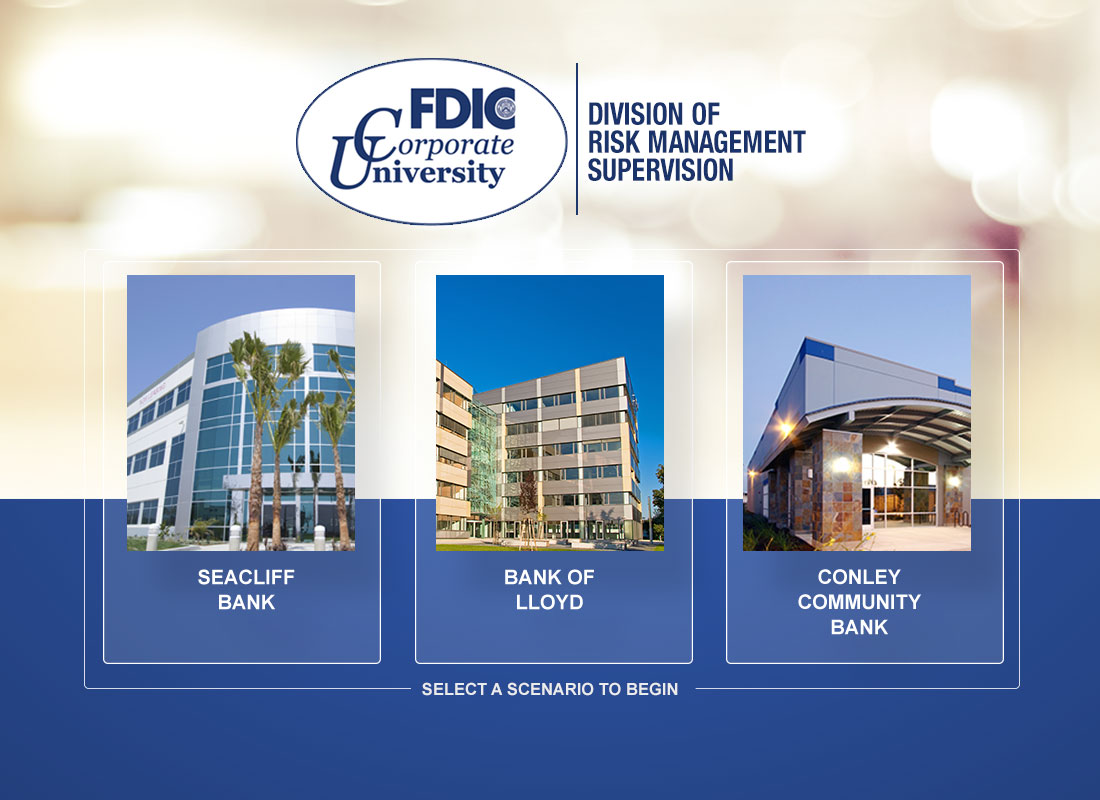 FDIC
Corporate
University
DIVISION OF
RISK MANAGEMENT
SUPERVISION
SEACLIFF
BANK
BANK OF
LLOYD
CONLEY
COMMUNITY
BANK
SELECT A SCENARIO TO BEGIN